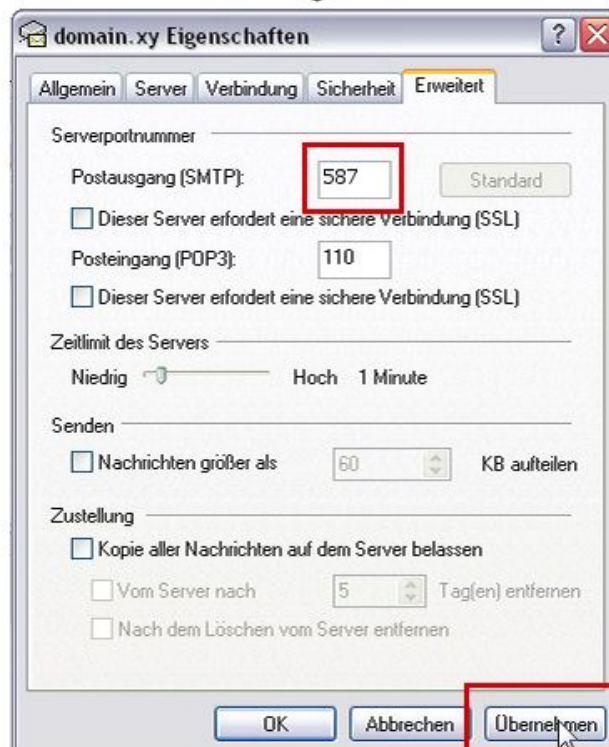 domain.xy Eigenschaften
Allgemein Server Verbindung Sicherheit Erweitert
Serverportnummer
Postausgang (SMTP): 587 Standard
Dieser Server erfordert eine sichere Verbindung (SSL)
Posteingang (POP3): 110
Dieser Server erfordert eine sichere Verbindung (SSL)
Zeitlimit des Servers
Niedrig Hoch 1 Minute
Senden
Nachrichten größer als 60 KB aufteilen
Zustellung
Kopie aller Nachrichten auf dem Server belassen
Vom Server nach 5 Tag(en) entfernen
Nach dem Löschen vom Server entfernen
OK Abbrechen Übernehmen